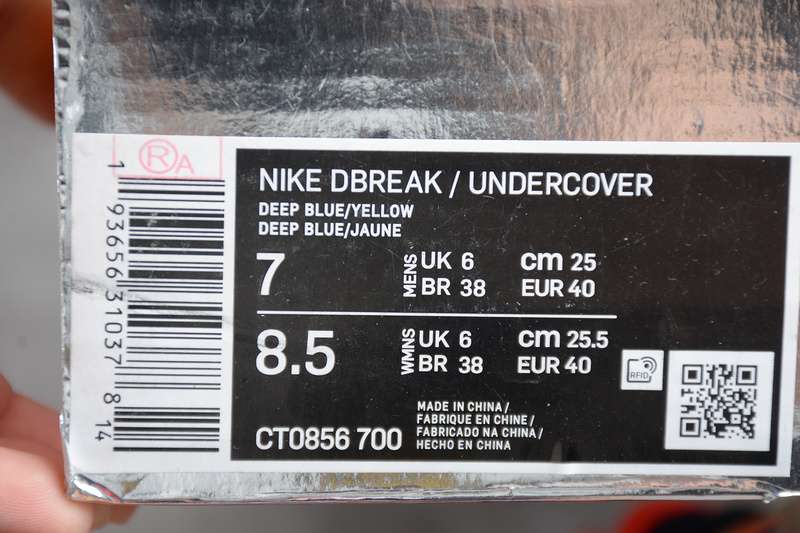 ®A
1 93656 31037 8 14
NIKE DBREAK / UNDERCOVER
DEEP BLUE/YELLOW
DEEP BLUE/JAUNE
7 MENS UK 6 cm 25
BR 38 EUR 40
8.5 WMNS UK 6 cm 25.5
BR 38 EUR 40
RFID
CT0856 700
MADE IN CHINA /
FABRIQUE EN CHINE /
FABRICADO NA CHINA /
HECHO EN CHINA